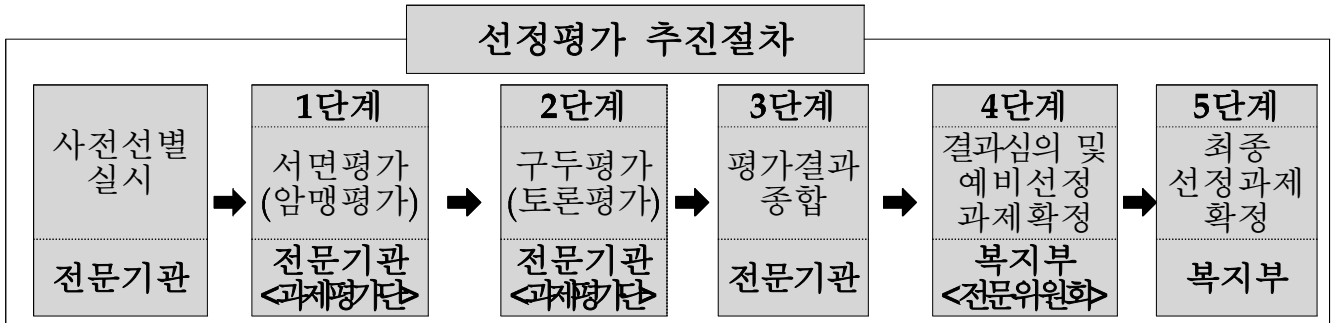 선정평가 추진절차
사전선별
실시
전문기관
1단계
서면평가
(암맹평가)
전문기관
<과제평가단>
2단계
구두평가
(토론평가)
전문기관
<과제평가단>
3단계
평가결과
종합
전문기관
4단계
결과심의 및
예비선정
과제확정
복지부
<전문위원회>
5단계
최종
선정과제
확정
복지부